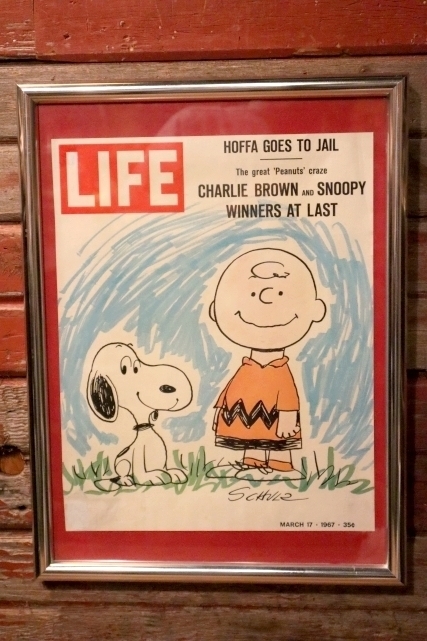 LIFE
HOFFA GOES TO JAIL
The great 'Peanuts' craze
CHARLIE BROWN AND SNOOPY
WINNERS AT LAST
SCHULZ
MARCH 17 · 1967 · 35¢